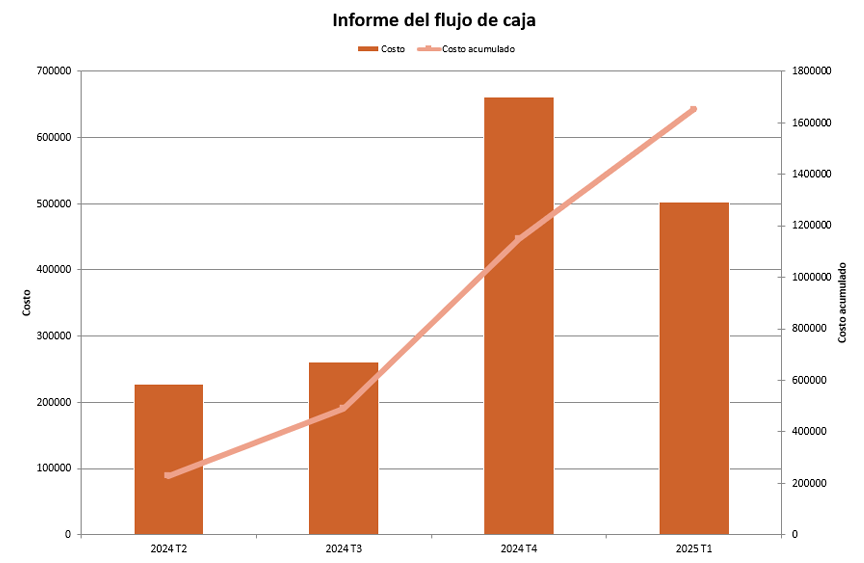 Informe del flujo de caja
Costo
Costo acumulado
700000
600000
500000
400000
300000
200000
100000
0
Costo
1800000
1600000
1400000
1200000
1000000
800000
600000
400000
200000
0
Costo acumulado
2024 T2
2024 T3
2024 T4
2025 T1